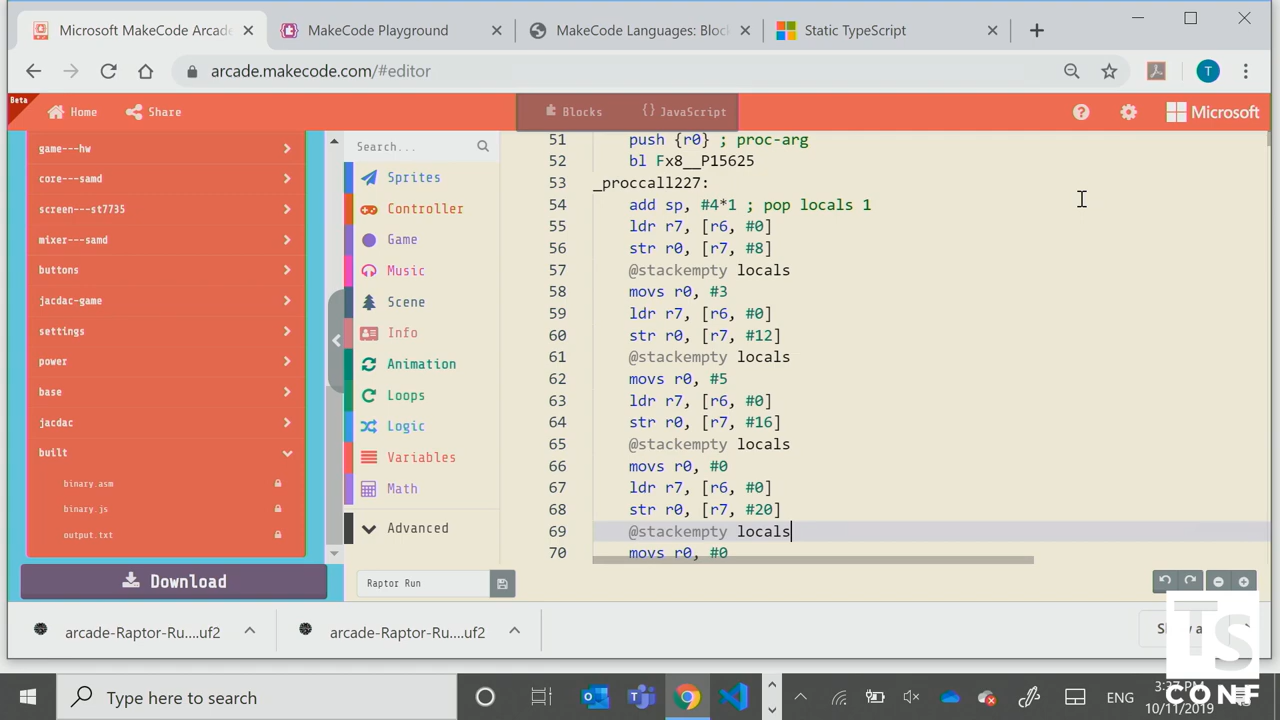 Microsoft MakeCode Arcade
MakeCode Playground
MakeCode Languages: Bloc
Static TypeScript
arcade.makecode.com/#editor
T
Beta
Home
Share
Blocks
{} JavaScript
?
Microsoft
game---hw
core---samd
screen---st7735
mixer---samd
buttons
jacdac-game
settings
power
base
jacdac
built
binary.asm
binary.js
output.txt
Download
Search...
Sprites
Controller
Game
Music
Scene
Info
Animation
Loops
Logic
Variables
Math
Advanced
Raptor Run
51 push {r0} ; proc-arg
52 bl Fx8__P15625
53 _proccall227:
54 add sp, #4*1 ; pop locals 1
55 ldr r7, [r6, #0]
56 str r0, [r7, #8]
57 @stackempty locals
58 movs r0, #3
59 ldr r7, [r6, #0]
60 str r0, [r7, #12]
61 @stackempty locals
62 movs r0, #5
63 ldr r7, [r6, #0]
64 str r0, [r7, #16]
65 @stackempty locals
66 movs r0, #0
67 ldr r7, [r6, #0]
68 str r0, [r7, #20]
69 @stackempty locals
70 movs r0, #0
arcade-Raptor-Ru....uf2
arcade-Raptor-Ru....uf2
TS
CONF
Type here to search
ENG
10/11/2019